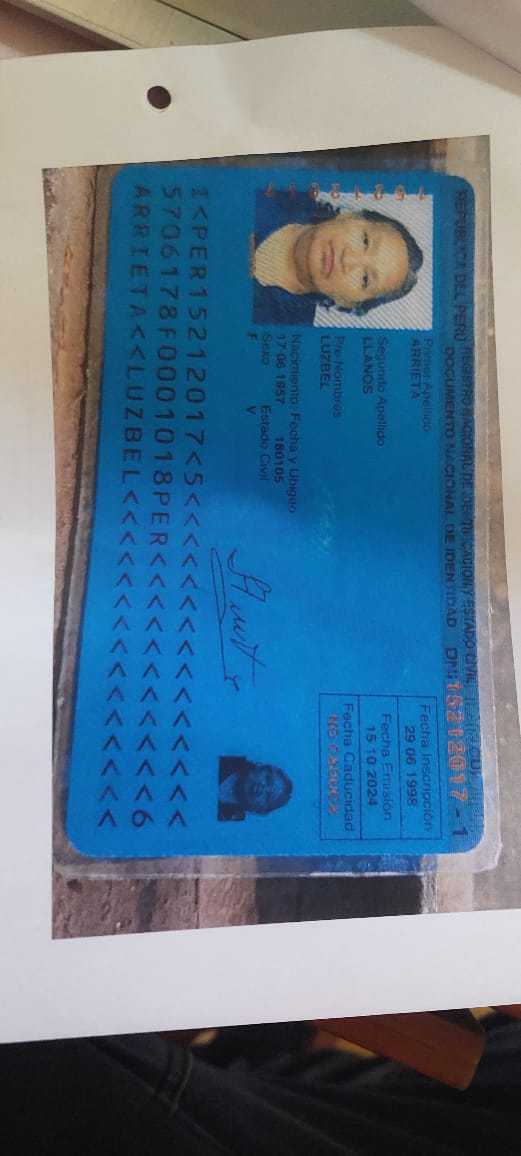 REPUBLICA DEL PERU REGISTRO NACIONAL DE IDENTIFICACION Y ESTADO CIVIL
DOCUMENTO NACIONAL DE IDENTIDAD DNI 15212017 - 1
15212017
Primer Apellido
ARRIETA
Segundo Apellido
LLANOS
Pre Nombres
LUZBEL
Nacimiento: Fecha y Ubigeo
17 06 1957 180105
Sexo Estado Civil
F V
Fecha Inscripción
29 06 1998
Fecha Emisión
15 10 2024
Fecha Caducidad
NO CADUCA
I<PER15212017<5<<<<<<<<<<<<<<<
5706178F0001018PER<<<<<<<<<<<6
ARRIETA<<LUZBEL<<<<<<<<<<<<<<<